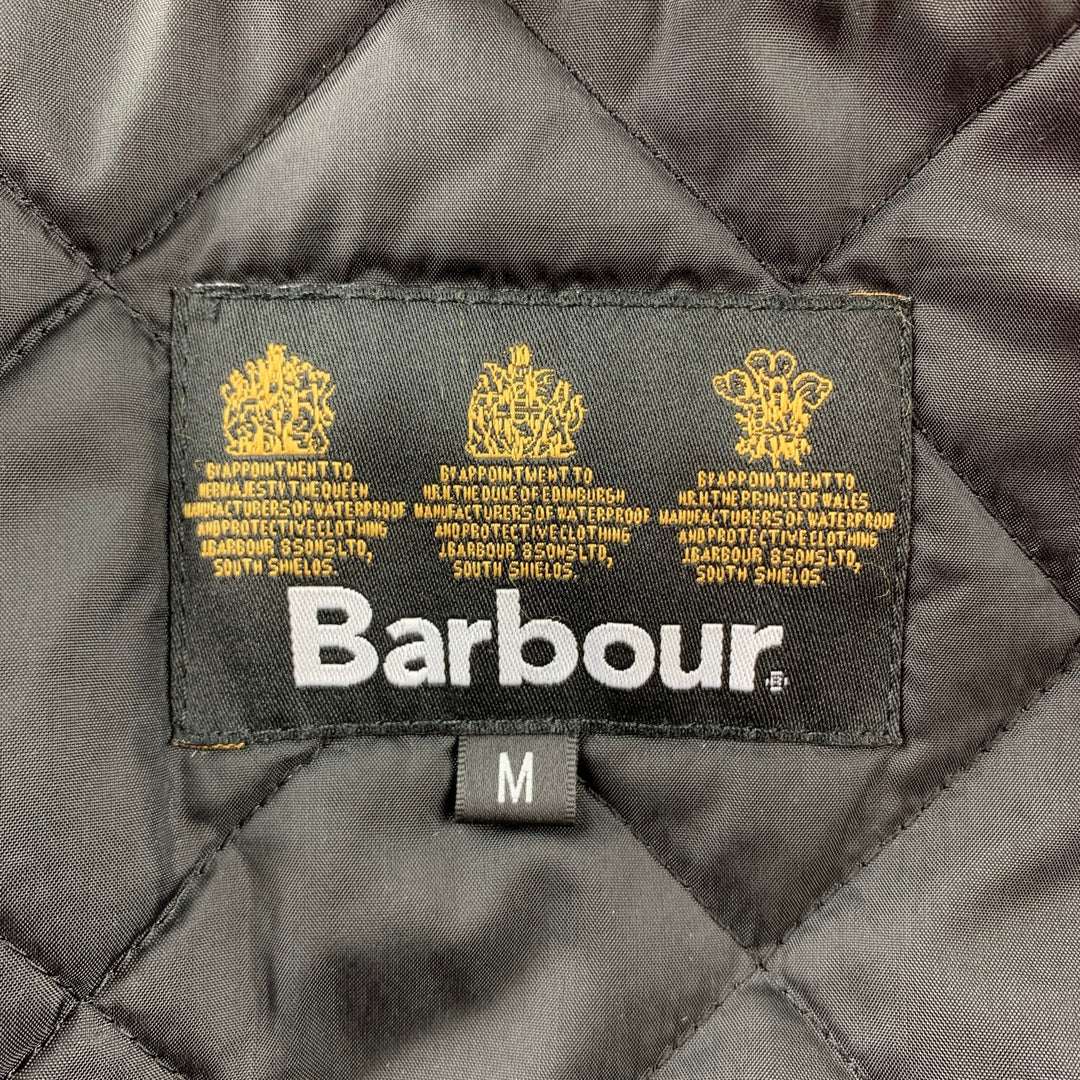 BY APPOINTMENT TO
HER MAJESTY THE QUEEN
MANUFACTURERS OF WATERPROOF
AND PROTECTIVE CLOTHING
J.BARBOUR & SONS LTD,
SOUTH SHIELDS.
BY APPOINTMENT TO
H.R.H. THE DUKE OF EDINBURGH
MANUFACTURERS OF WATERPROOF
AND PROTECTIVE CLOTHING
J.BARBOUR & SONS LTD,
SOUTH SHIELDS.
BY APPOINTMENT TO
H.R.H. THE PRINCE OF WALES
MANUFACTURERS OF WATERPROOF
AND PROTECTIVE CLOTHING
J.BARBOUR & SONS LTD,
SOUTH SHIELDS.
Barbour®
M